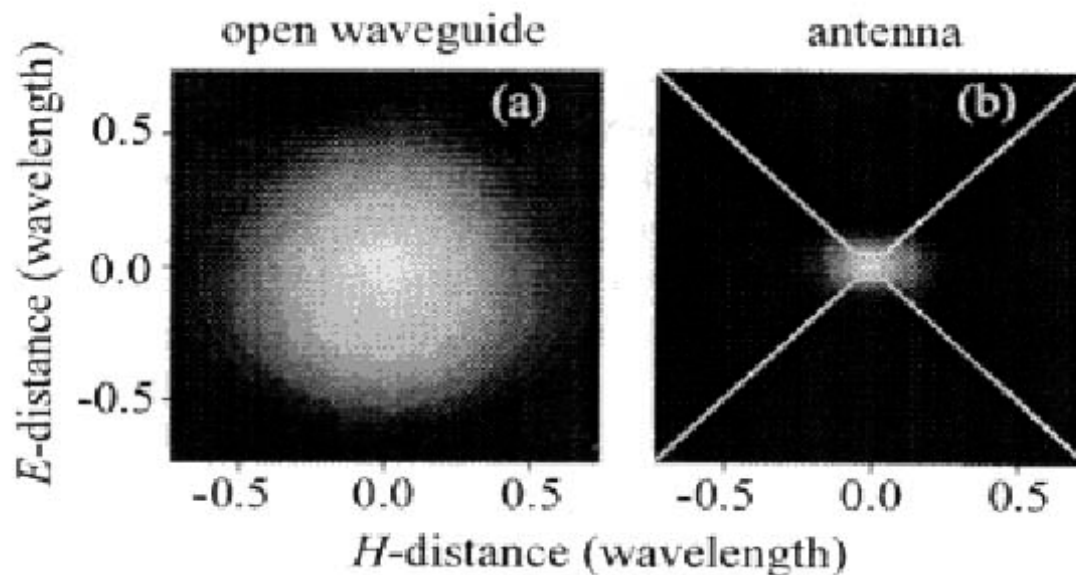 open waveguide
antenna
(a)
(b)
E-distance (wavelength)
0.5
0.0
-0.5
-0.5 0.0 0.5
-0.5 0.0 0.5
H-distance (wavelength)